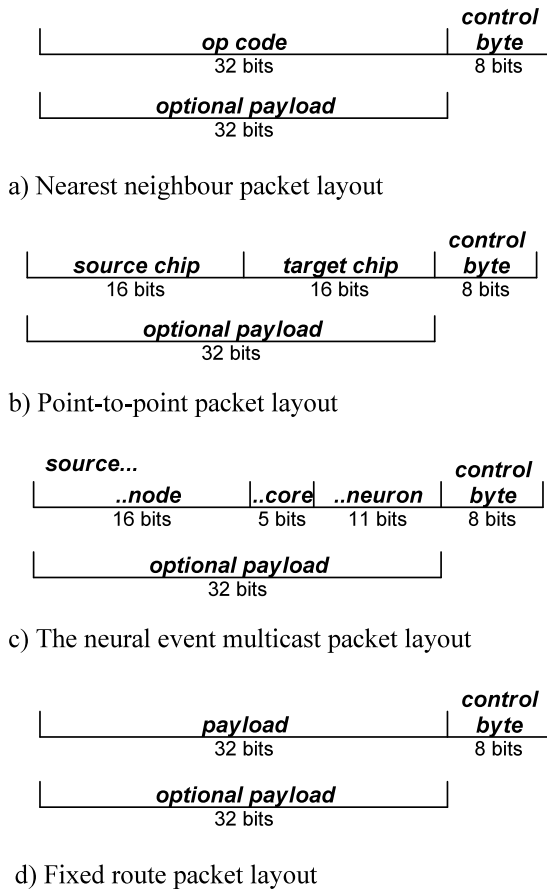 control
op code byte
32 bits 8 bits
optional payload
32 bits
a) Nearest neighbour packet layout
control
source chip target chip byte
16 bits 16 bits 8 bits
optional payload
32 bits
b) Point-to-point packet layout
source...
control
..node ..core ..neuron byte
16 bits 5 bits 11 bits 8 bits
optional payload
32 bits
c) The neural event multicast packet layout
control
payload byte
32 bits 8 bits
optional payload
32 bits
d) Fixed route packet layout